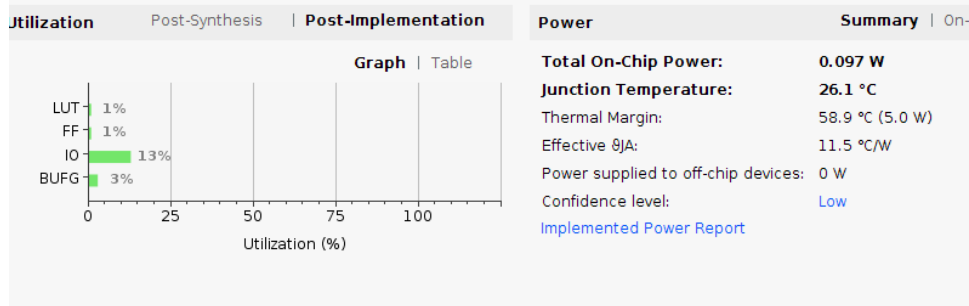 Utilization Post-Synthesis | Post-Implementation
Graph | Table
LUT 1%
FF 1%
IO 13%
BUFG 3%
0 25 50 75 100
Utilization (%)
Power Summary | On-
Total On-Chip Power: 0.097 W
Junction Temperature: 26.1 °C
Thermal Margin: 58.9 °C (5.0 W)
Effective θJA: 11.5 °C/W
Power supplied to off-chip devices: 0 W
Confidence level: Low
Implemented Power Report